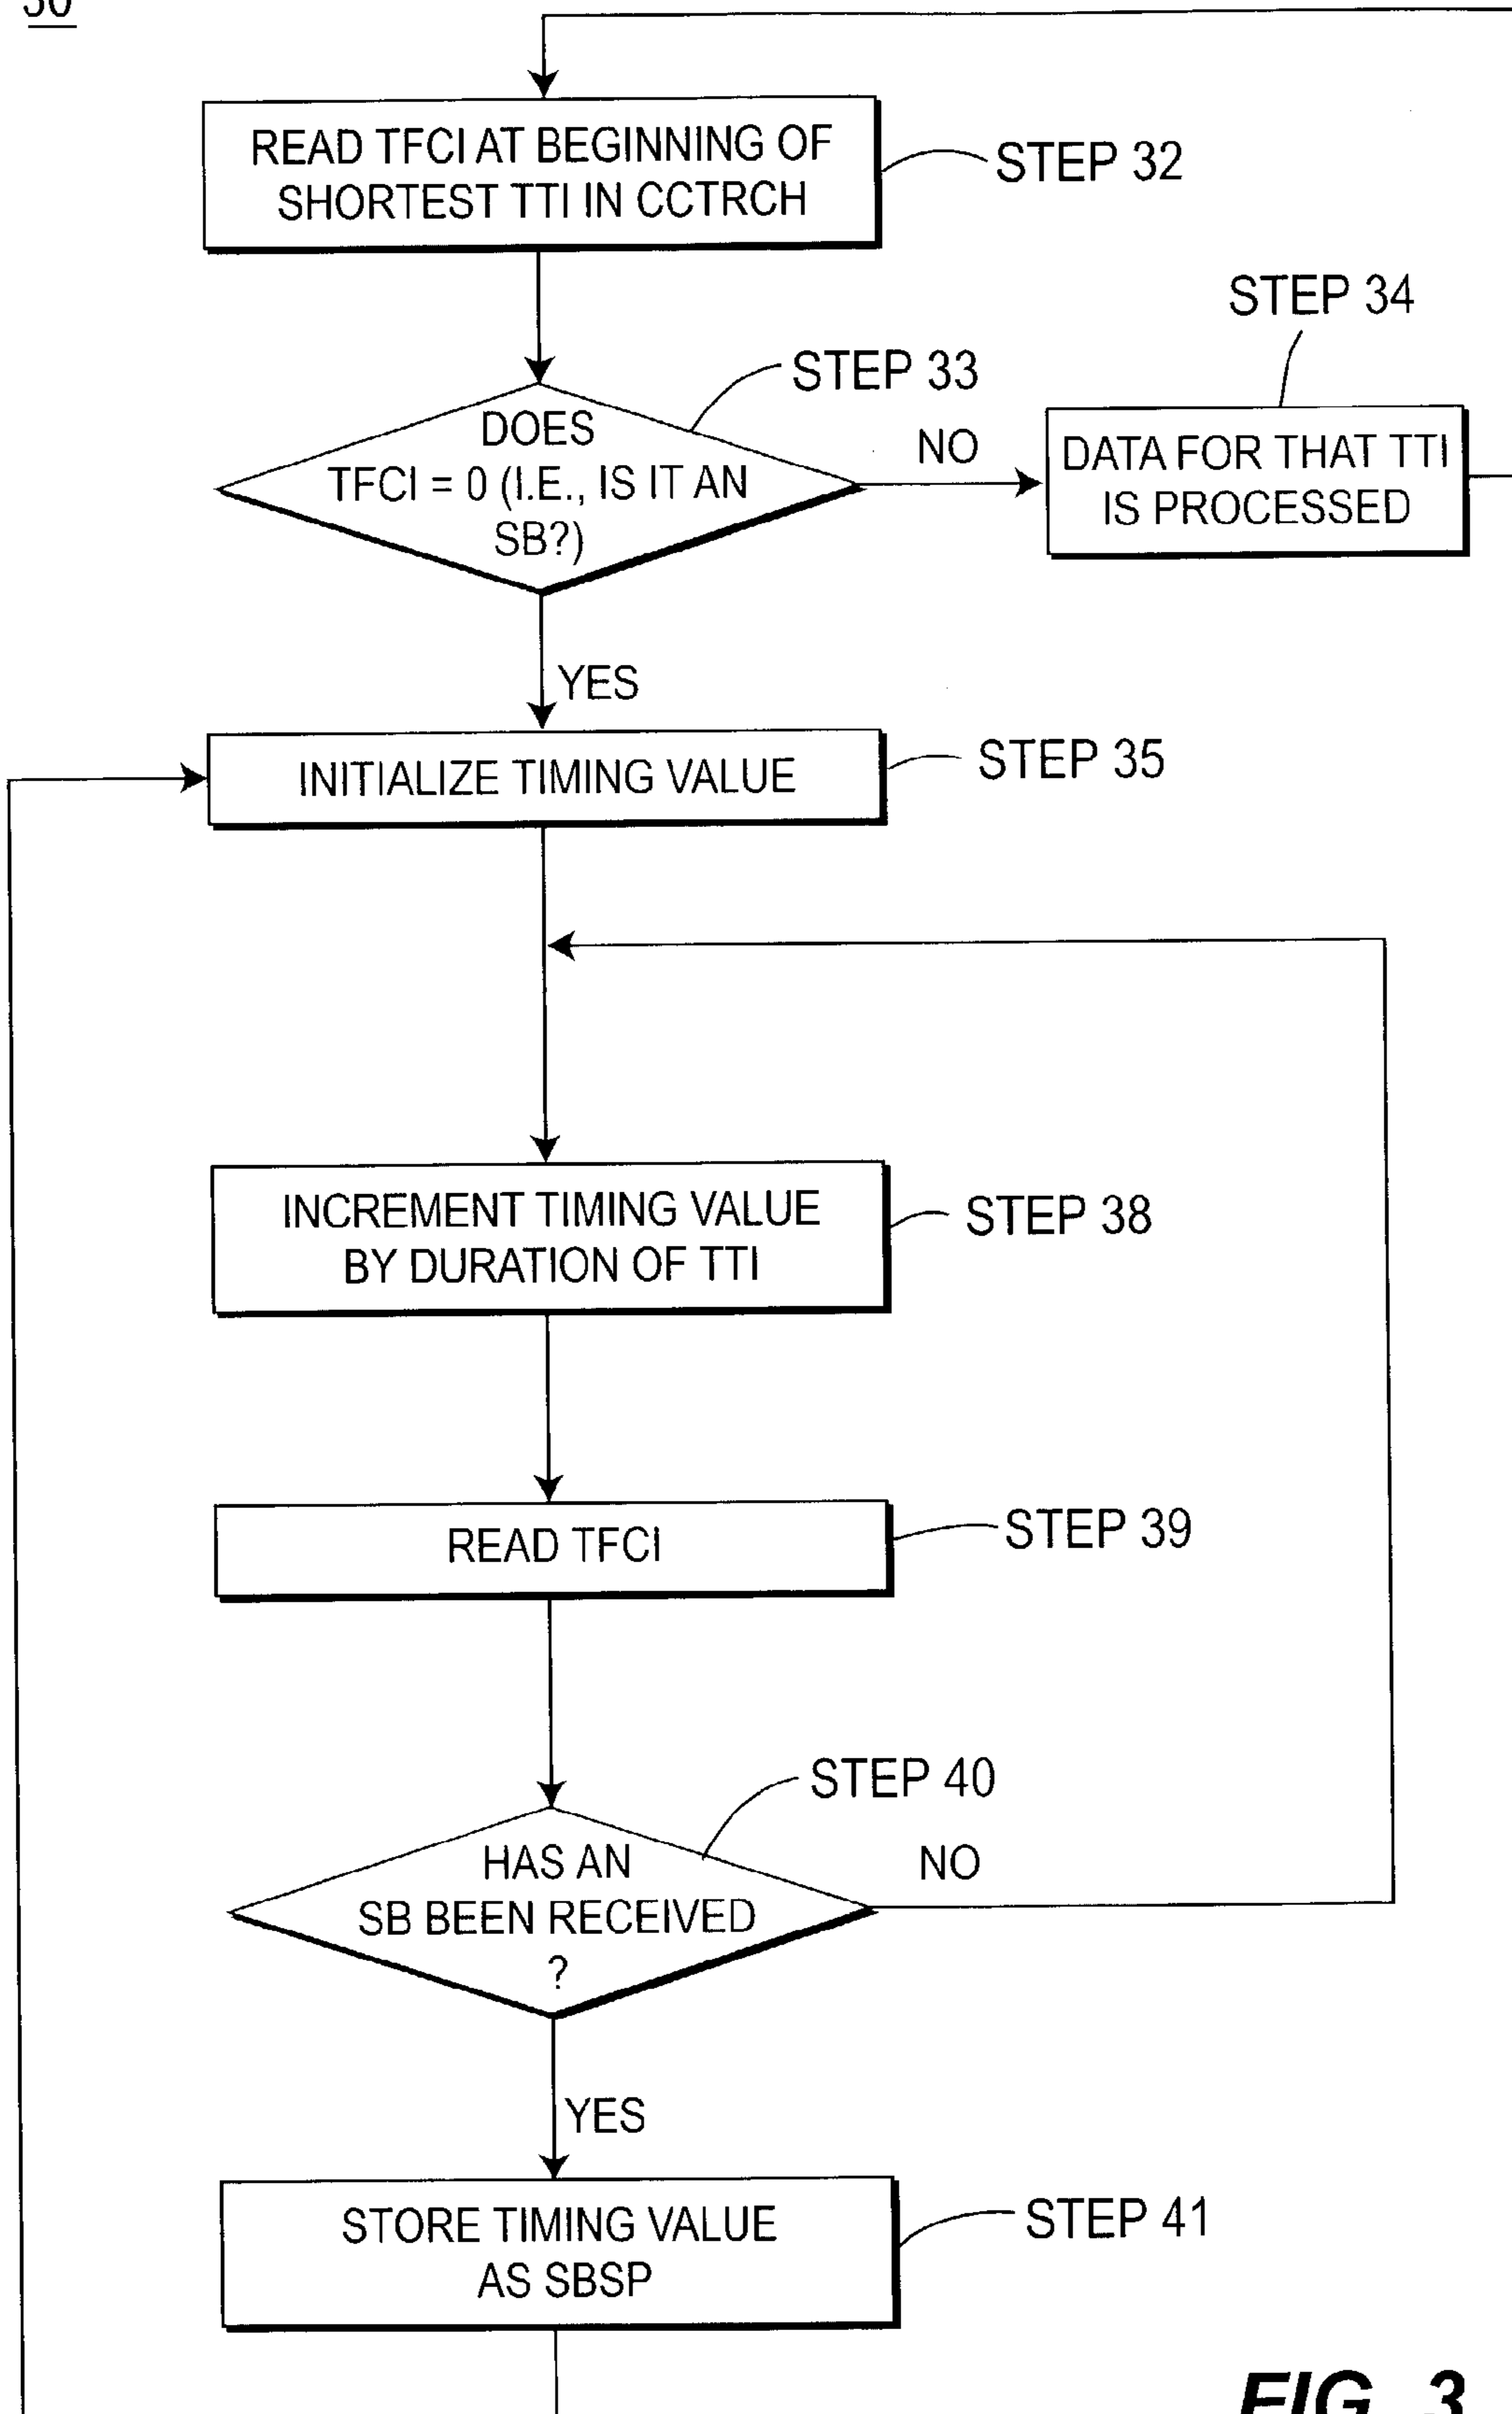 30
READ TFCI AT BEGINNING OF
SHORTEST TTI IN CCTRCH
STEP 32
STEP 34
STEP 33
DOES
TFCI = 0 (I.E., IS IT AN
SB?)
NO
DATA FOR THAT TTI
IS PROCESSED
YES
INITIALIZE TIMING VALUE
STEP 35
INCREMENT TIMING VALUE
BY DURATION OF TTI
STEP 38
READ TFCI
STEP 39
STEP 40
HAS AN
SB BEEN RECEIVED
?
NO
YES
STORE TIMING VALUE
AS SBSP
STEP 41
FIG. 3